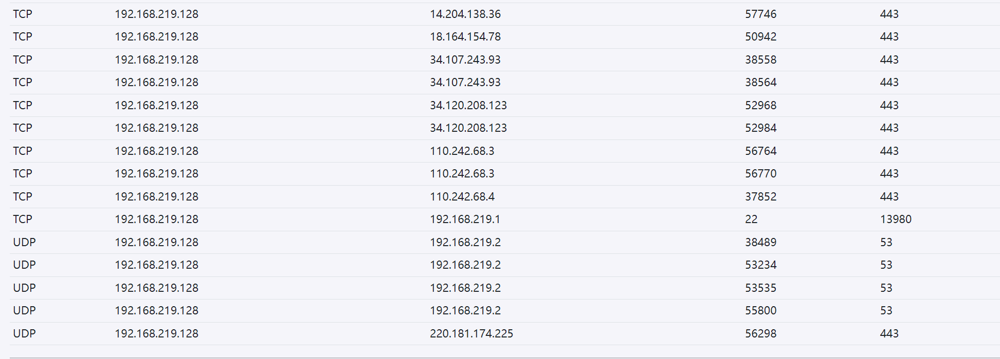 TCP 192.168.219.128 14.204.138.36 57746 443
TCP 192.168.219.128 18.164.154.78 50942 443
TCP 192.168.219.128 34.107.243.93 38558 443
TCP 192.168.219.128 34.107.243.93 38564 443
TCP 192.168.219.128 34.120.208.123 52968 443
TCP 192.168.219.128 34.120.208.123 52984 443
TCP 192.168.219.128 110.242.68.3 56764 443
TCP 192.168.219.128 110.242.68.3 56770 443
TCP 192.168.219.128 110.242.68.4 37852 443
TCP 192.168.219.128 192.168.219.1 22 13980
UDP 192.168.219.128 192.168.219.2 38489 53
UDP 192.168.219.128 192.168.219.2 53234 53
UDP 192.168.219.128 192.168.219.2 53535 53
UDP 192.168.219.128 192.168.219.2 55800 53
UDP 192.168.219.128 220.181.174.225 56298 443